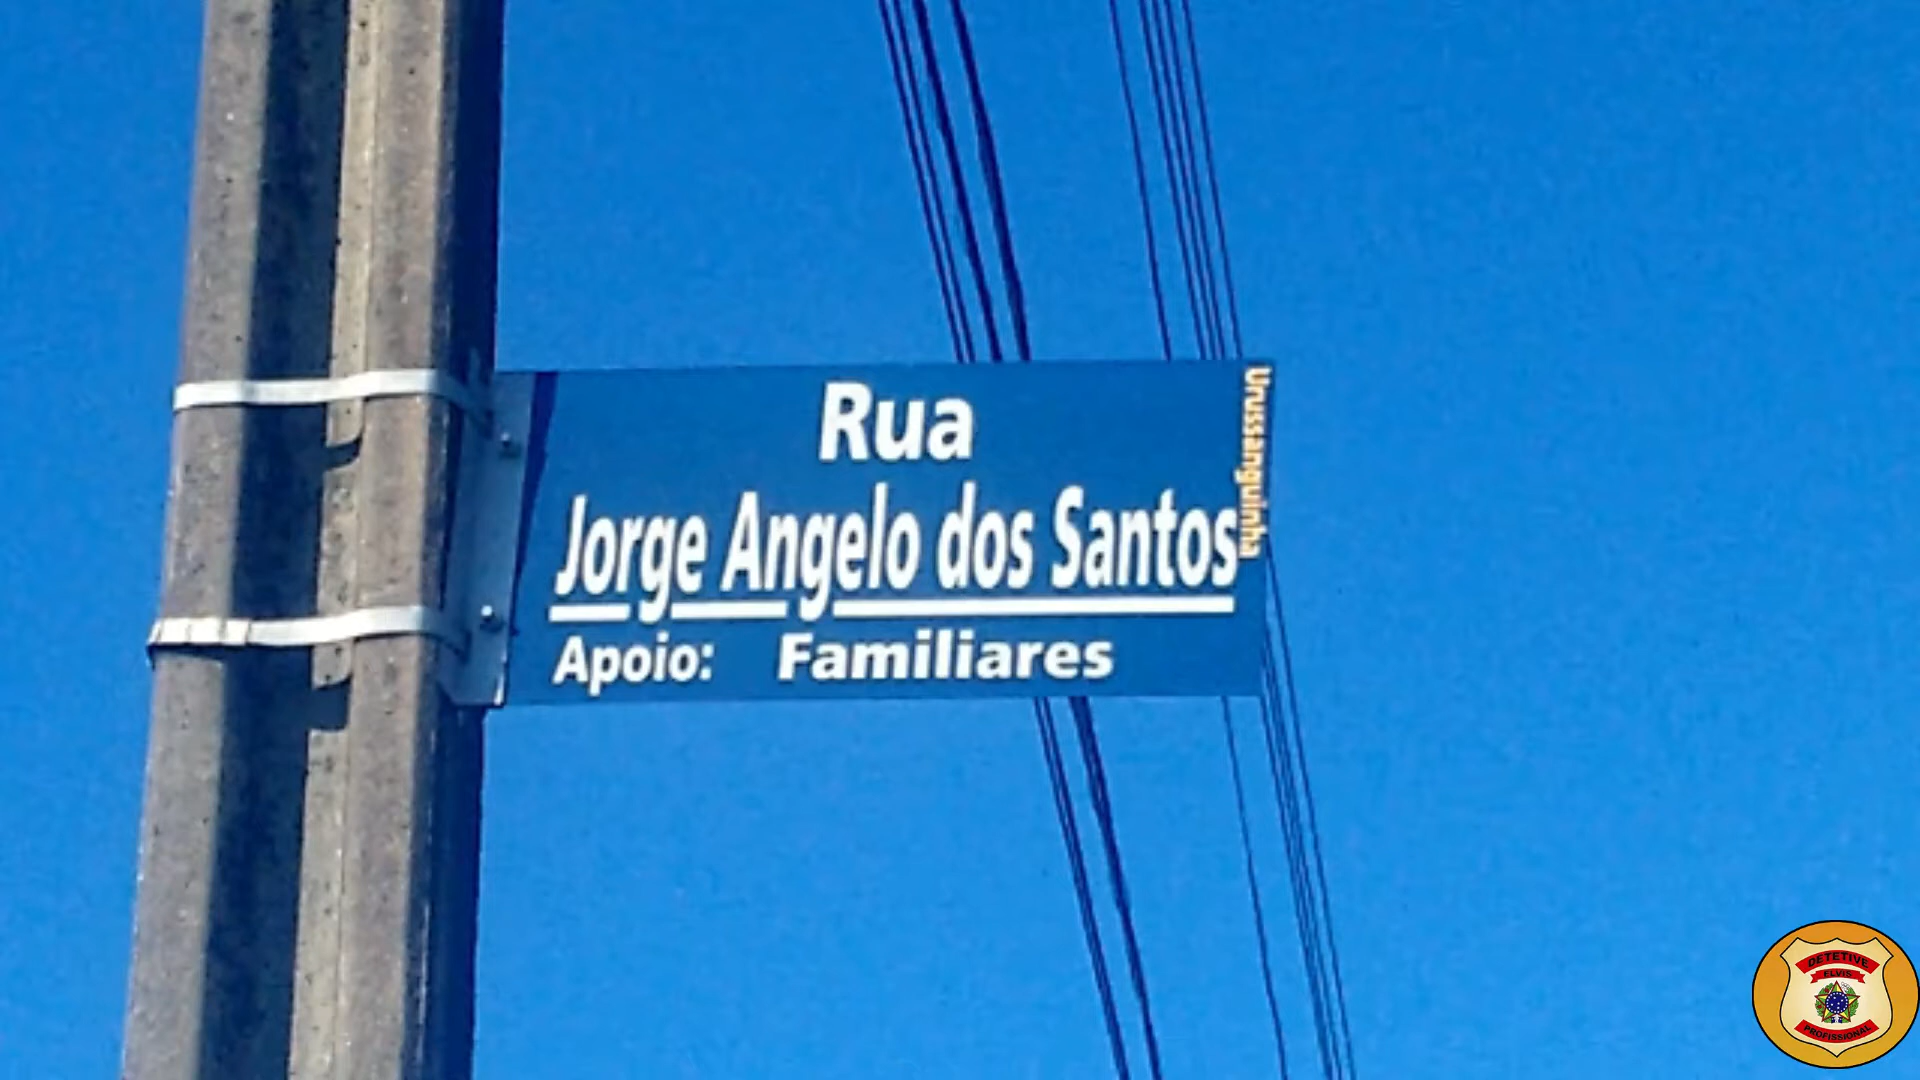 Rua
Jorge Angelo dos Santos
Apoio: Familiares
Urussanguinha
DETETIVE
ELVIS
PROFISSIONAL